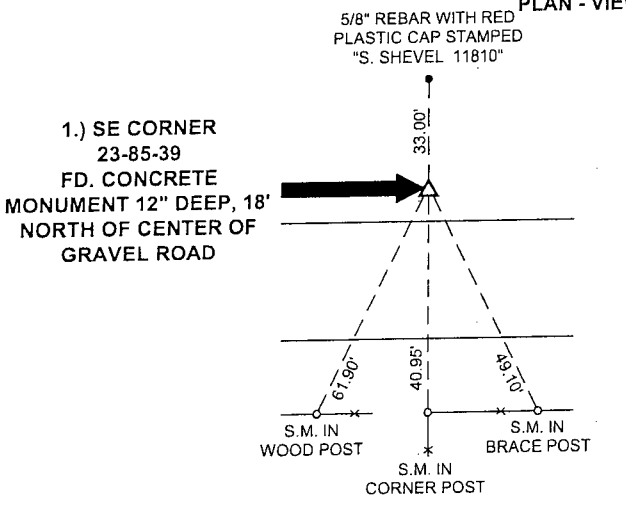 PLAN - VIE
5/8" REBAR WITH RED
PLASTIC CAP STAMPED
"S. SHEVEL 11810"
33.00'
1.) SE CORNER
23-85-39
FD. CONCRETE
MONUMENT 12" DEEP, 18'
NORTH OF CENTER OF
GRAVEL ROAD
61.90'
40.95'
49.10'
S.M. IN
WOOD POST
S.M. IN
CORNER POST
S.M. IN
BRACE POST